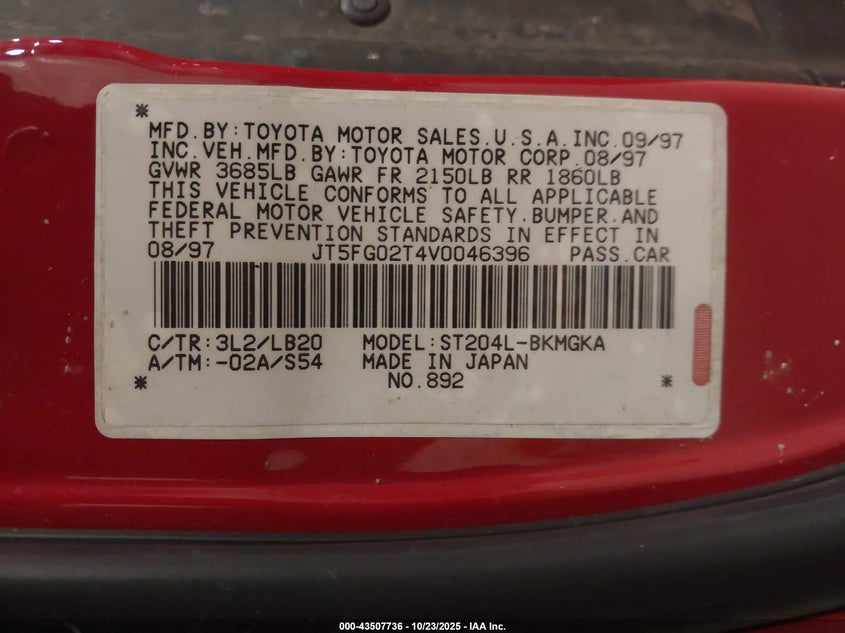 *
MFD.BY:TOYOTA MOTOR SALES.U.S.A.INC.09/97
INC.VEH.MFD.BY:TOYOTA MOTOR CORP.08/97
GVWR 3685LB GAWR FR 2150LB RR 1860LB
THIS VEHICLE CONFORMS TO ALL APPLICABLE
FEDERAL MOTOR VEHICLE SAFETY.BUMPER.AND
THEFT PREVENTION STANDARDS IN EFFECT IN
08/97 JT5FG02T4V0046396 PASS.CAR
C/TR:3L2/LB20 MODEL:ST204L-BKMGKA
A/TM:-02A/S54 MADE IN JAPAN
* NO.892 *
000-43507736 - 10/23/2025 - IAA Inc.